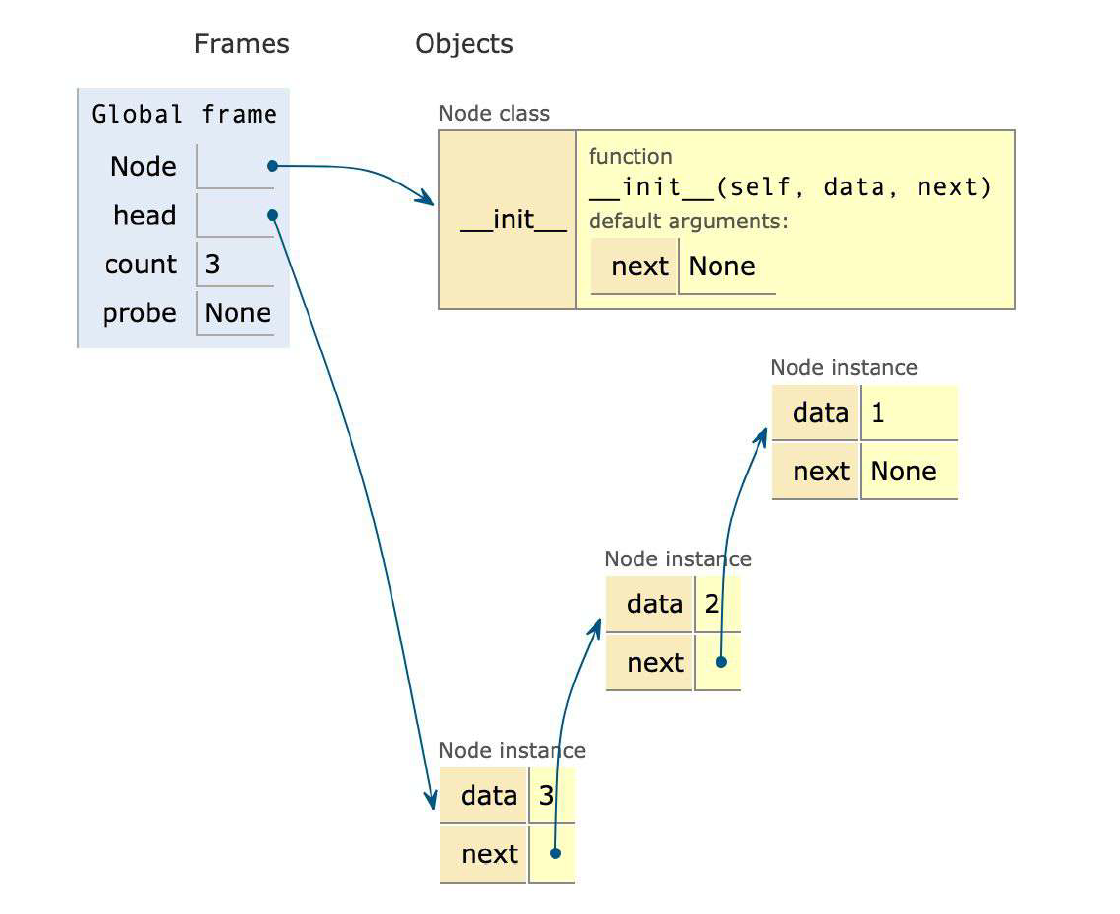 Frames Objects
Global frame
Node
head
count 3
probe None
Node class
__init__
function
__init__(self, data, next)
default arguments:
next None
Node instance
data 1
next None
Node instance
data 2
next
Node instance
data 3
next